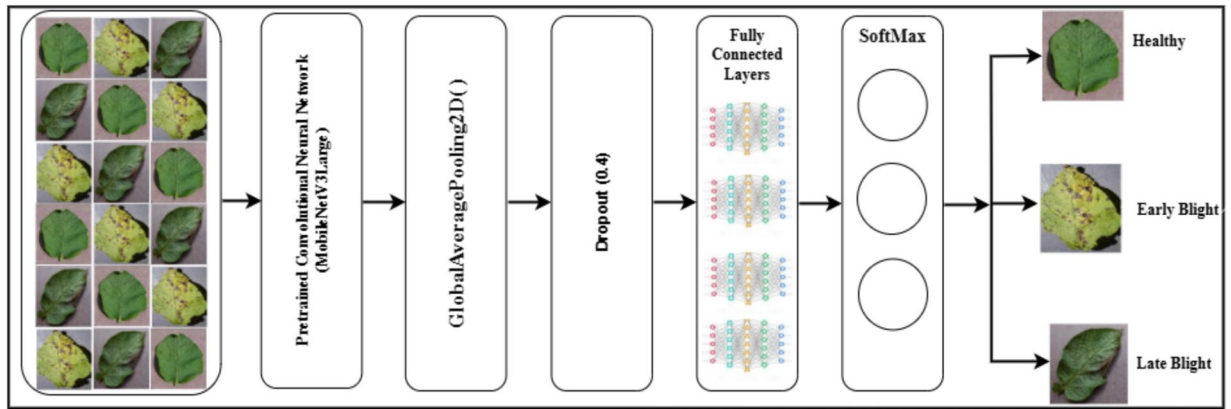 Pretrained Convolutional Neural Network
(MobileNetV3Large)
GlobalAveragePooling2D()
Dropout (0.4)
Fully
Connected
Layers
SoftMax
Healthy
Early Blight
Late Blight